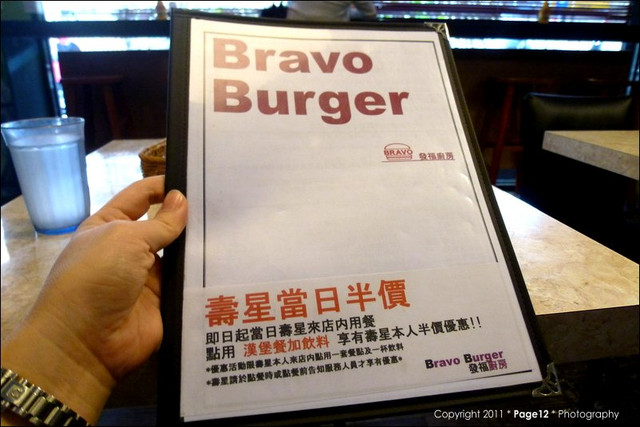 Bravo
Burger
BRAVO
發福廚房
壽星當日半價
即日起當日壽星來店內用餐
點用 漢堡餐加飲料 享有壽星本人半價優惠!!
*優惠活動限壽星本人來店內點用一套餐點及一杯飲料
*壽星請於點餐時或點餐前告知服務人員才享有優惠*
Bravo Burger
發福廚房
Copyright 2011 * Page12 * Photography